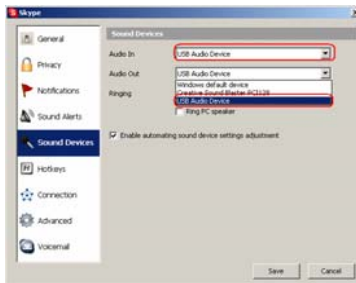 Skype
General
Privacy
Notifications
Sound Alerts
Sound Devices
Hotkeys
Connection
Advanced
Voicemail
Sound Devices
Audio In
USB Audio Device
Audio Out
USB Audio Device
Windows default device
Creative Sound Blaster PCI128
USB Audio Device
Ringing
Ring PC speaker
Enable automating sound device settings adjustment
Save
Cancel